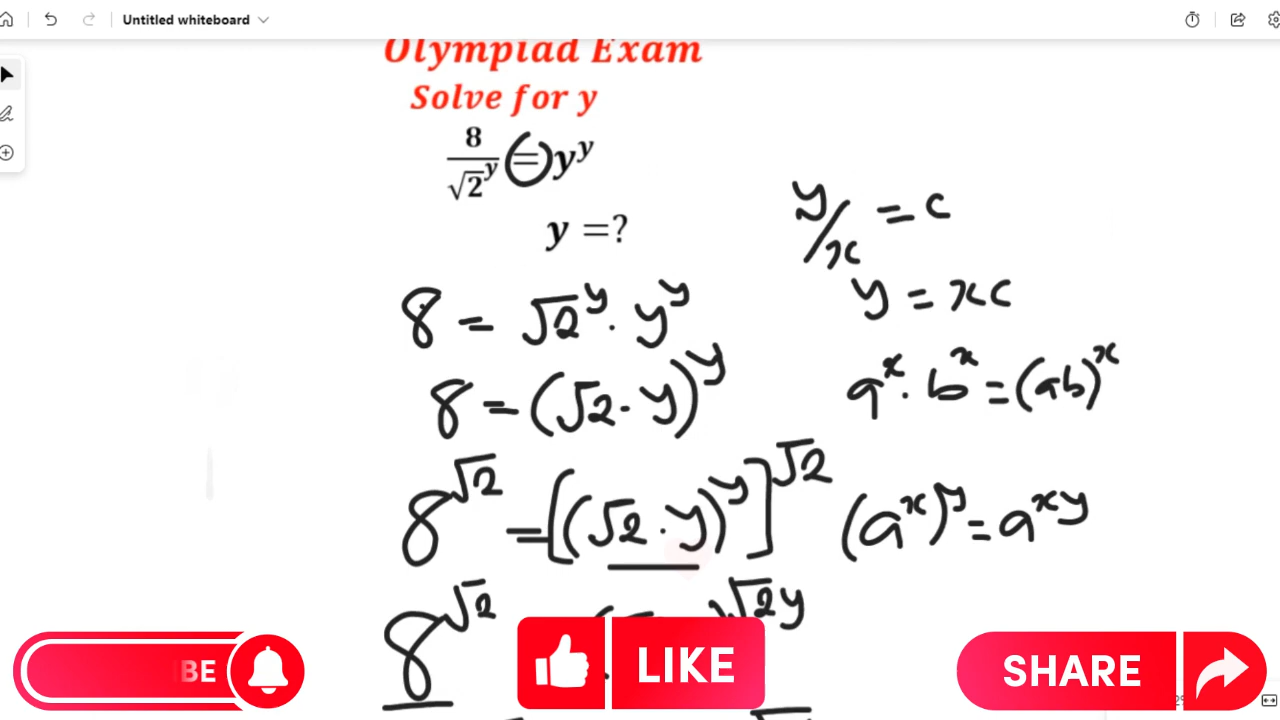 Untitled whiteboard
Olympiad Exam
Solve for y
8/√2^y = y^y
y =?
y/x = c
y = xc
8 = √2^y · y^y
8 = (√2 · y)^y
a^x · b^x = (ab)^x
8^√2 = [(√2 · y)^y]^√2
(a^x)^y = a^xy
8^√2
√2y
BE
LIKE
SHARE